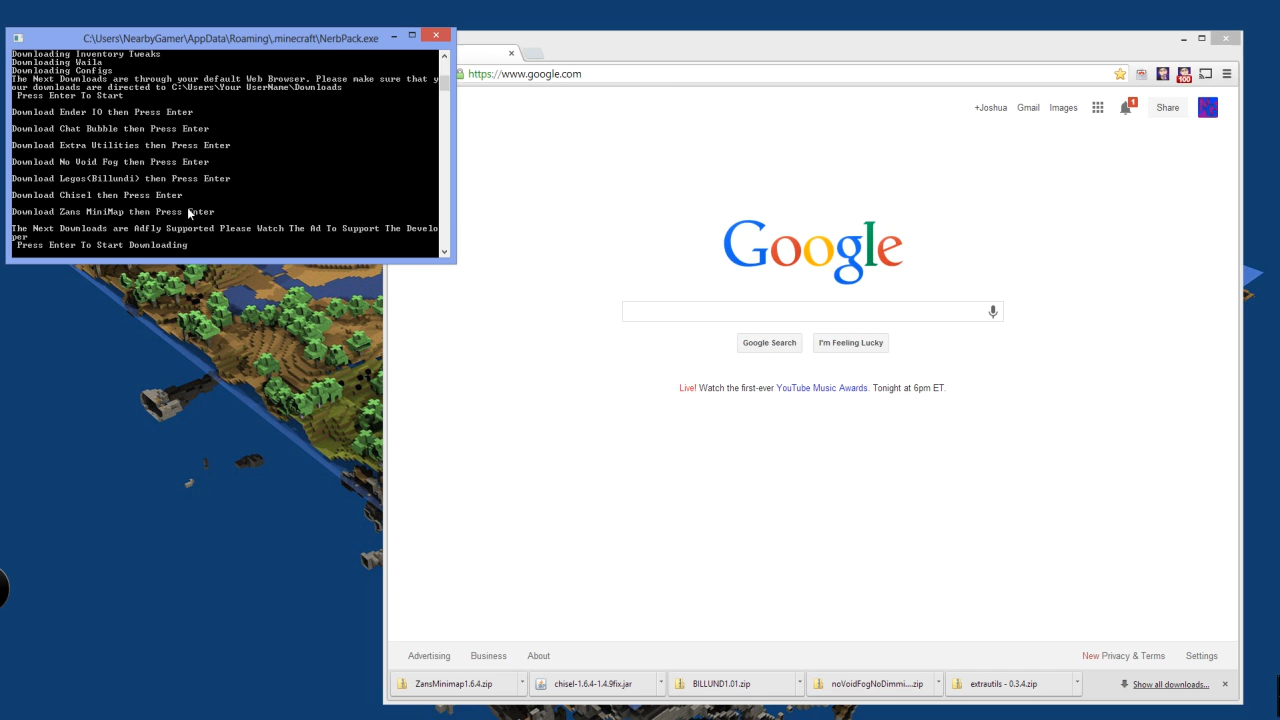 C:\Users\NearbyGamer\AppData\Roaming\.minecraft\NerbPack.exe
Downloading Inventory Tweaks
Downloading Waila
Downloading Configs
The Next Downloads are through your default Web Browser. Please make sure that y
our downloads are directed to C:\Users\Your UserName\Downloads
Press Enter To Start
Download Ender IO then Press Enter
Download Chat Bubble then Press Enter
Download Extra Utilities then Press Enter
Download No Void Fog then Press Enter
Download Legos(Billundi) then Press Enter
Download Chisel then Press Enter
Download Zans MiniMap then Press Enter
The Next Downloads are Adfly Supported Please Watch The Ad To Support The Develo
per
Press Enter To Start Downloading
https://www.google.com
100
+Joshua Gmail Images 1 Share
Google
Google Search I'm Feeling Lucky
Live! Watch the first-ever YouTube Music Awards. Tonight at 6pm ET.
Advertising Business About New Privacy & Terms Settings
ZansMinimap1.6.4.zip chisel-1.6.4-1.4.9fix.jar BILLUND1.01.zip noVoidFogNoDimmi....zip extrautils - 0.3.4.zip Show all downloads...